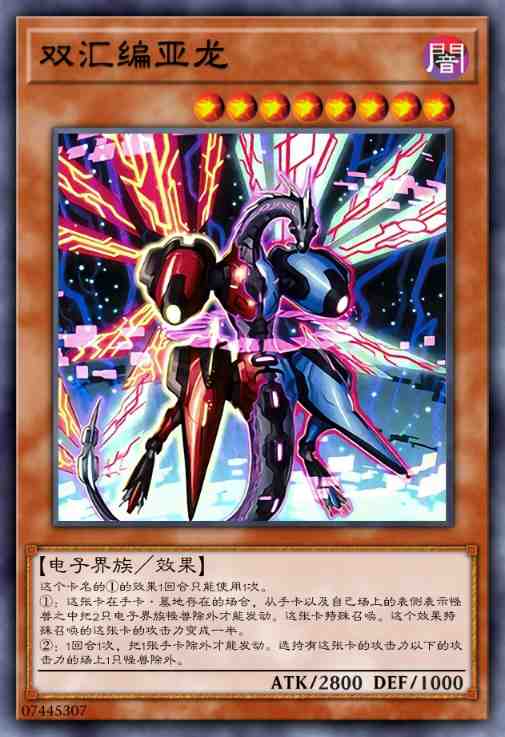 双汇编亚龙
闇
【电子界族／效果】
这个卡名的①的效果1回合只能使用1次。
①：这张卡在手卡·墓地存在的场合，从手卡以及自己场上的表侧表示怪
兽之中把2只电子界族怪兽除外才能发动。这张卡特殊召唤。这个效果特
殊召唤的这张卡的攻击力变成一半。
②：1回合1次，把1张手卡除外才能发动。选持有这张卡的攻击力以下的攻
击力的场上1只怪兽除外。
ATK/2800 DEF/1000
07445307